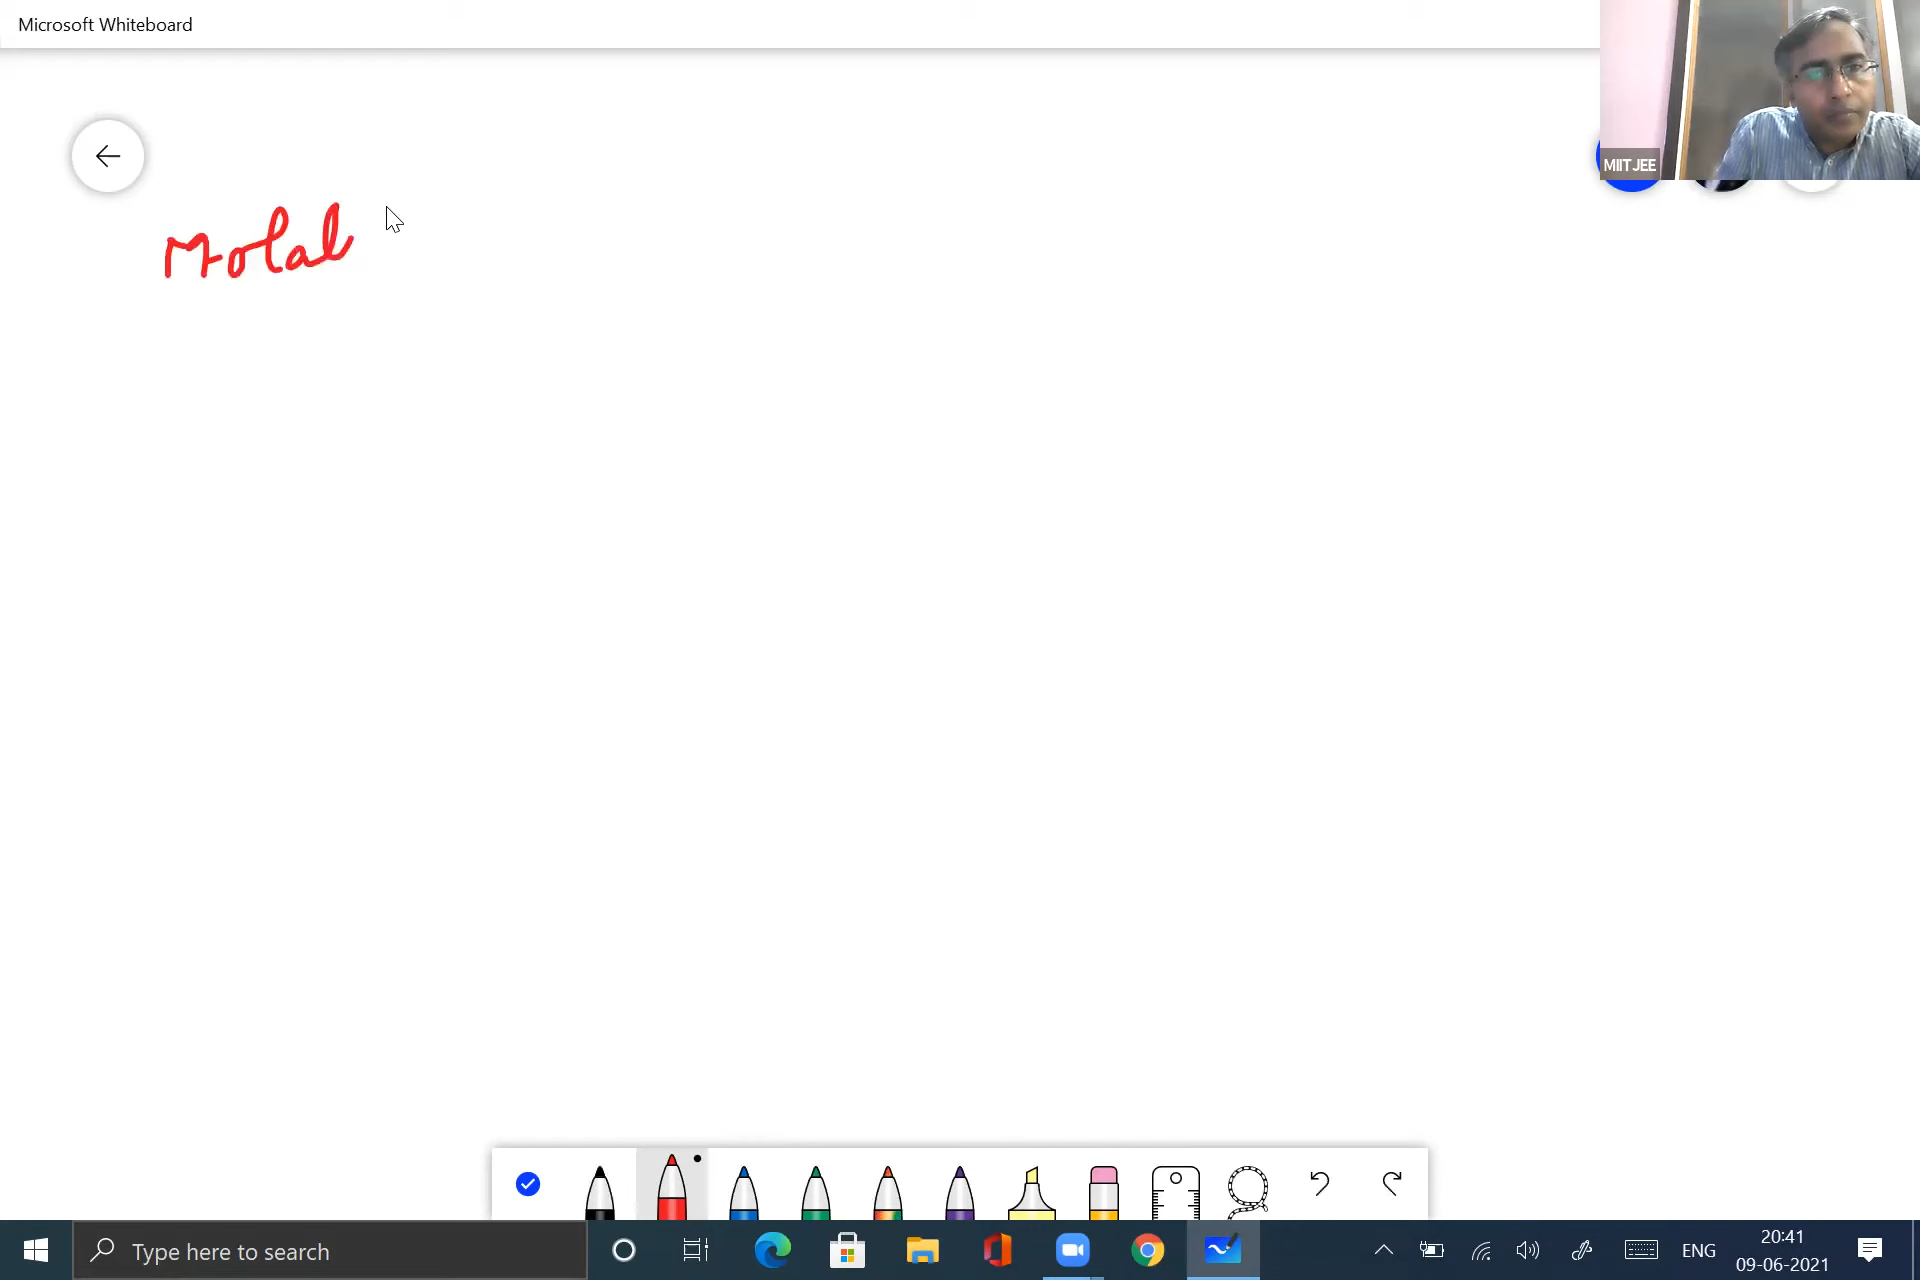 Microsoft Whiteboard
MIIT JEE
Molal
Type here to search
ENG
20:41
09-06-2021